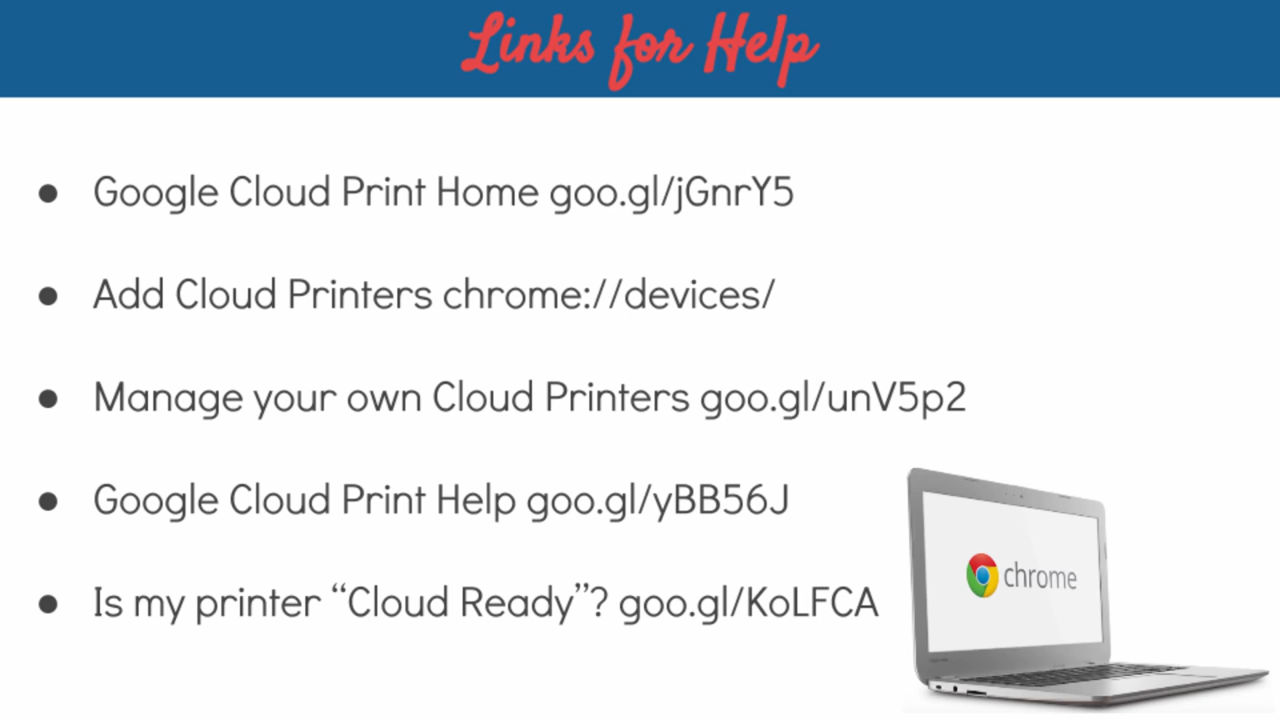 Links for Help
● Google Cloud Print Home goo.gl/jGnrY5
● Add Cloud Printers chrome://devices/
● Manage your own Cloud Printers goo.gl/unV5p2
● Google Cloud Print Help goo.gl/yBB56J
● Is my printer “Cloud Ready”? goo.gl/KoLFCA
chrome